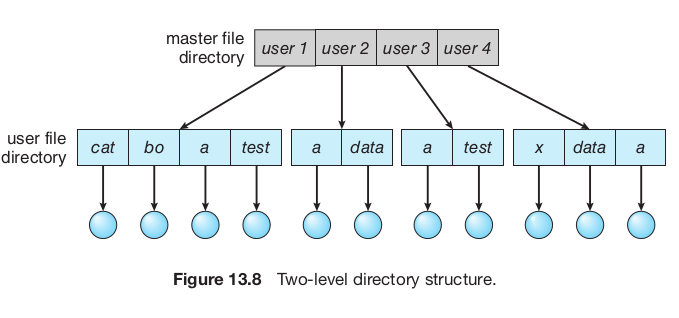 master file
directory
user 1 user 2 user 3 user 4
user file
directory
cat bo a test a data a test x data a
Figure 13.8 Two-level directory structure.